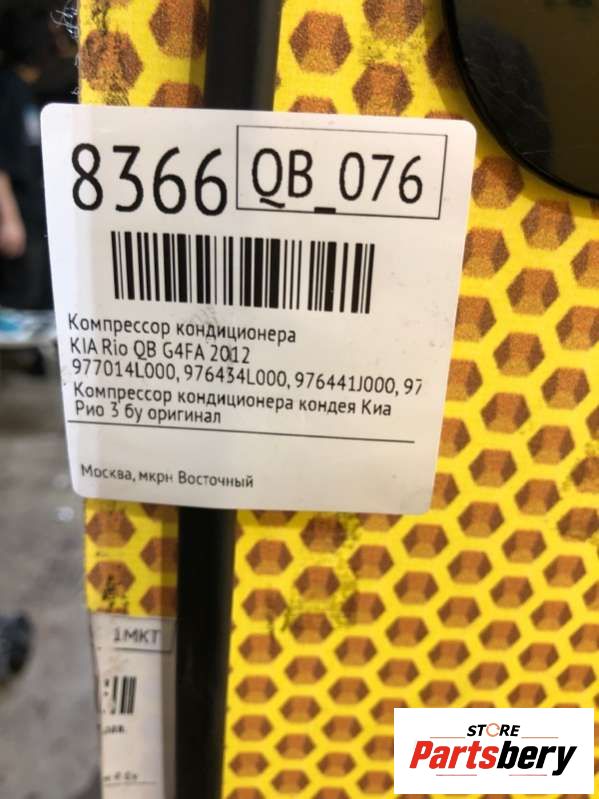 8366 QB_076
Компрессор кондиционера
KIA Rio QB G4FA 2012
977014L000, 976434L000, 976441J000, 97
Компрессор кондиционера кондея Киа
Рио 3 бу оригинал
Москва, мкрн Восточный
1МКТ
STORE
Partsbery